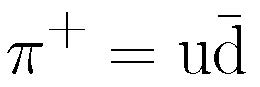 π⁺ = ud̄